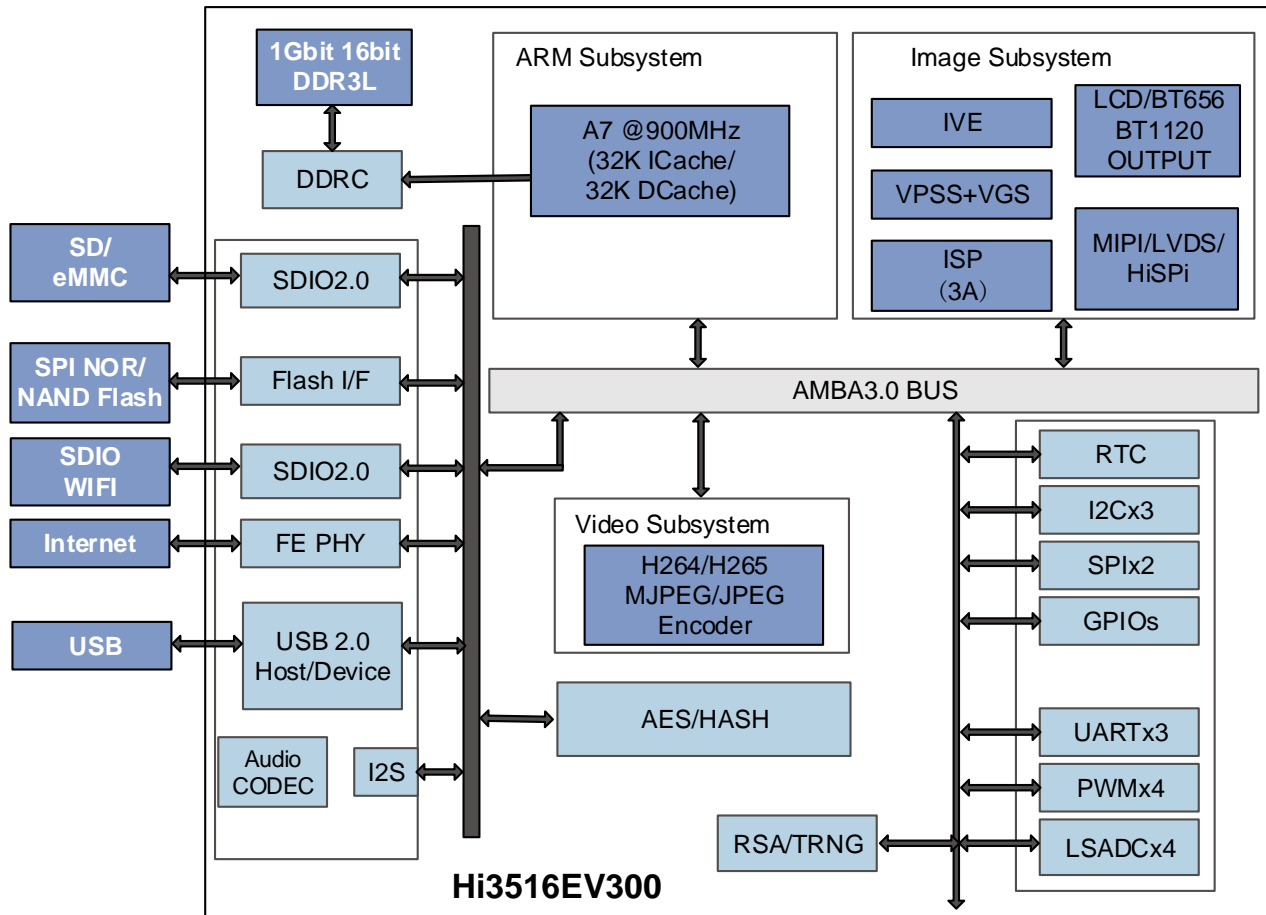 1Gbit 16bit
DDR3L
DDRC
ARM Subsystem
A7 @900MHz
(32K ICache/
32K DCache)
Image Subsystem
IVE
VPSS+VGS
ISP
（3A）
LCD/BT656
BT1120
OUTPUT
MIPI/LVDS/
HiSPi
SD/
eMMC
SDIO2.0
SPI NOR/
NAND Flash
Flash I/F
SDIO
WIFI
SDIO2.0
Internet
FE PHY
USB
USB 2.0
Host/Device
Audio
CODEC
I2S
AMBA3.0 BUS
Video Subsystem
H264/H265
MJPEG/JPEG
Encoder
AES/HASH
RSA/TRNG
RTC
I2Cx3
SPIx2
GPIOs
UARTx3
PWMx4
LSADCx4
Hi3516EV300